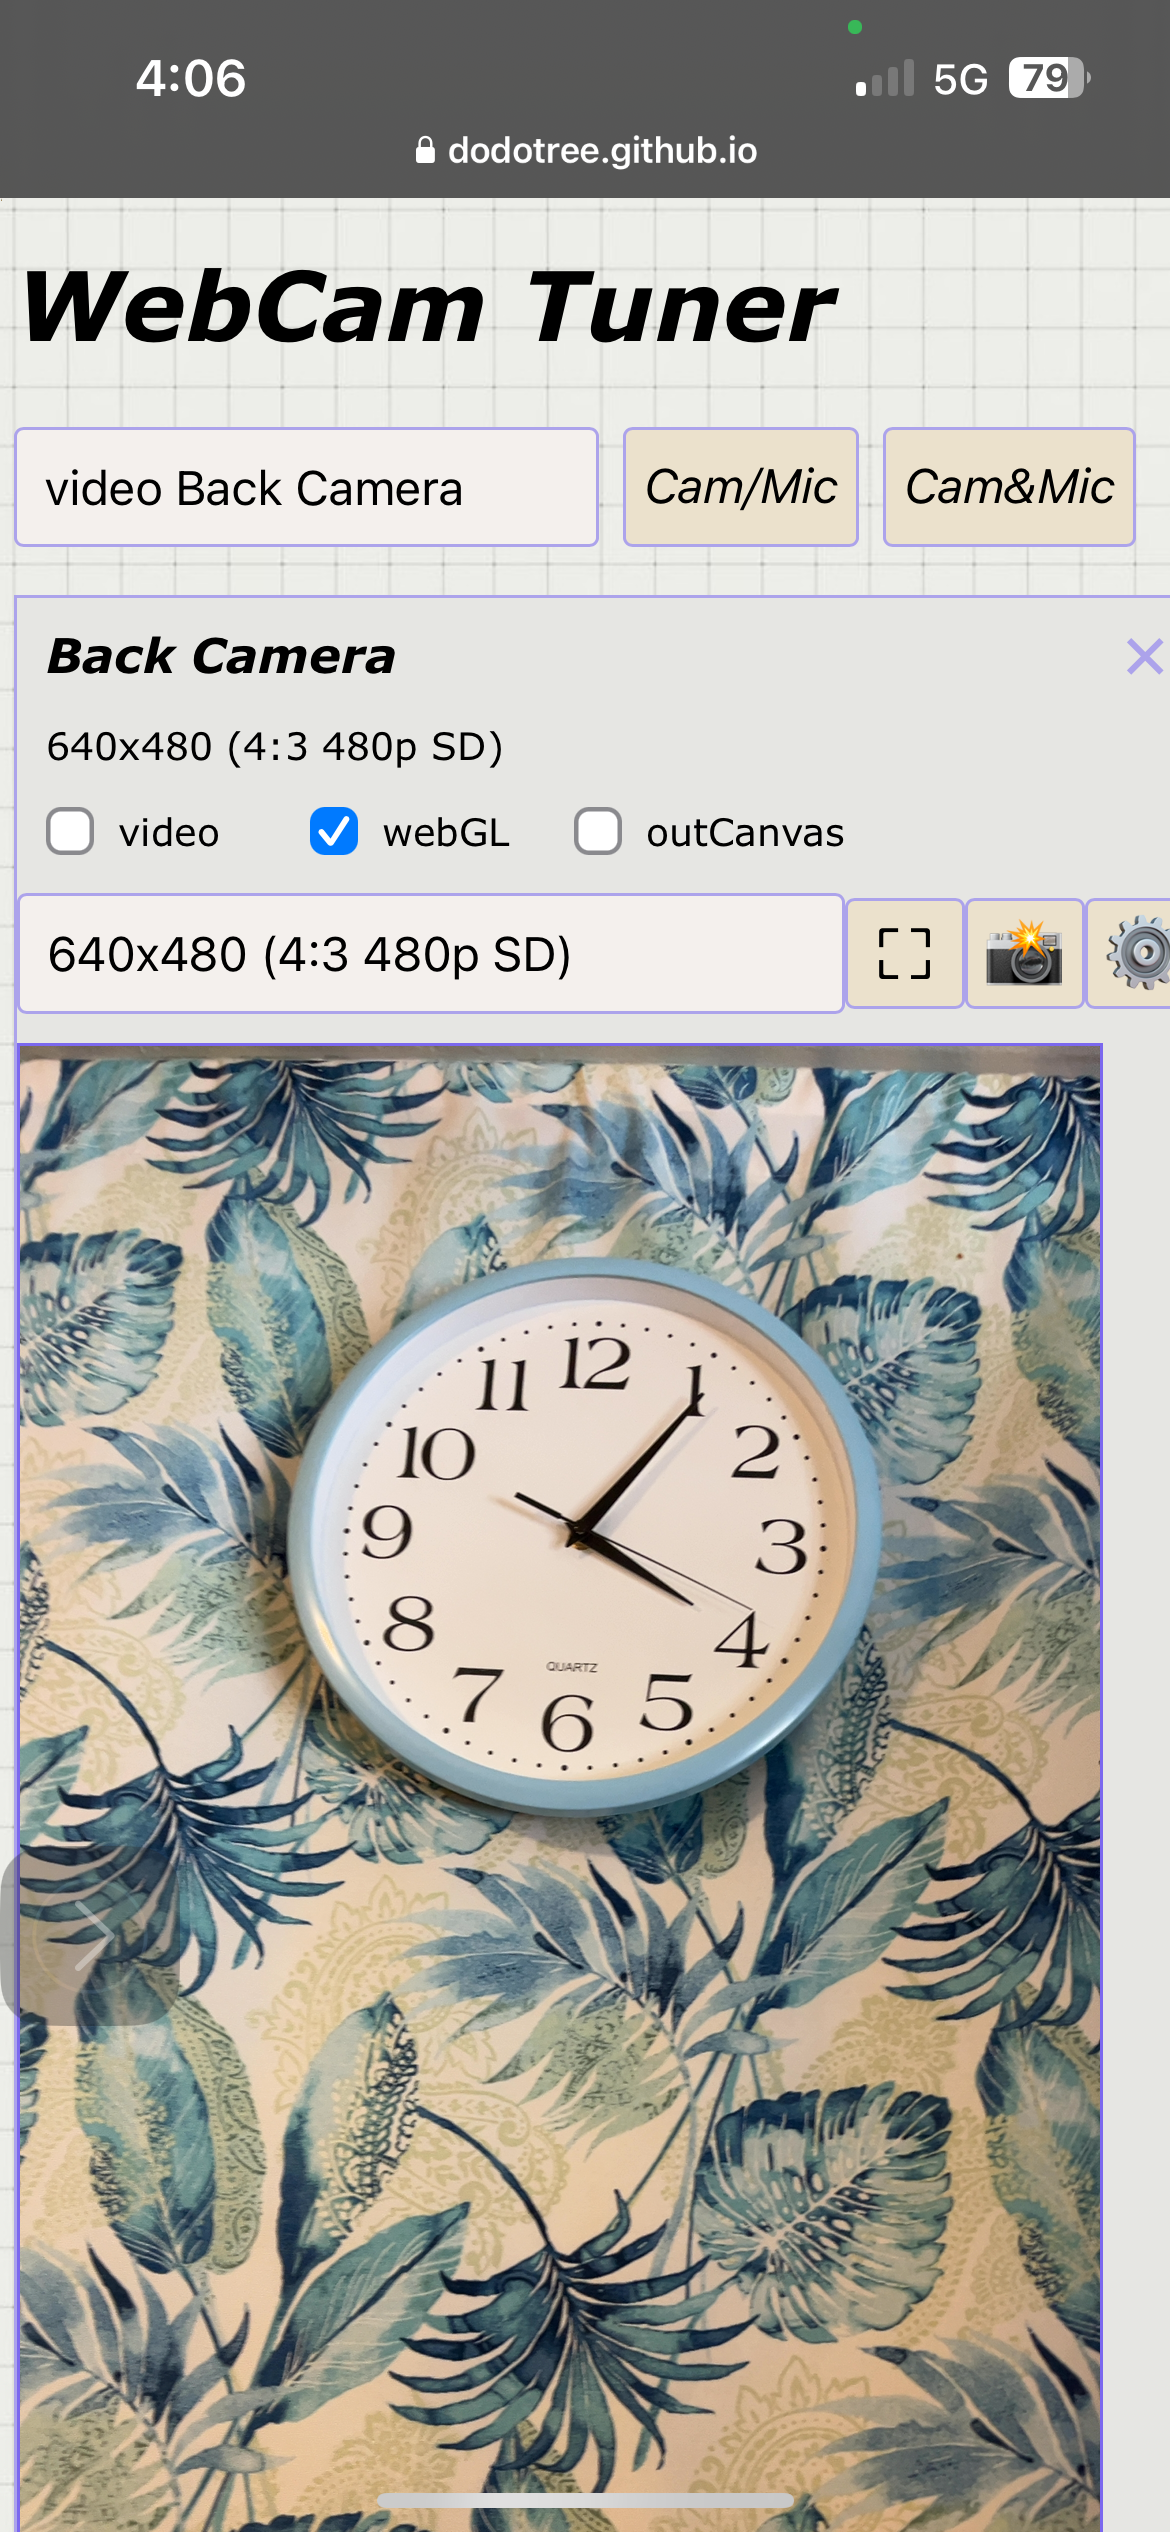 4:06 5G 79
dodotree.github.io
WebCam Tuner
video Back Camera Cam/Mic Cam&Mic
Back Camera
640x480 (4:3 480p SD)
video webGL outCanvas
640x480 (4:3 480p SD)
12
11 1
10 2
9 3
8 4
QUARTZ
7 5
6